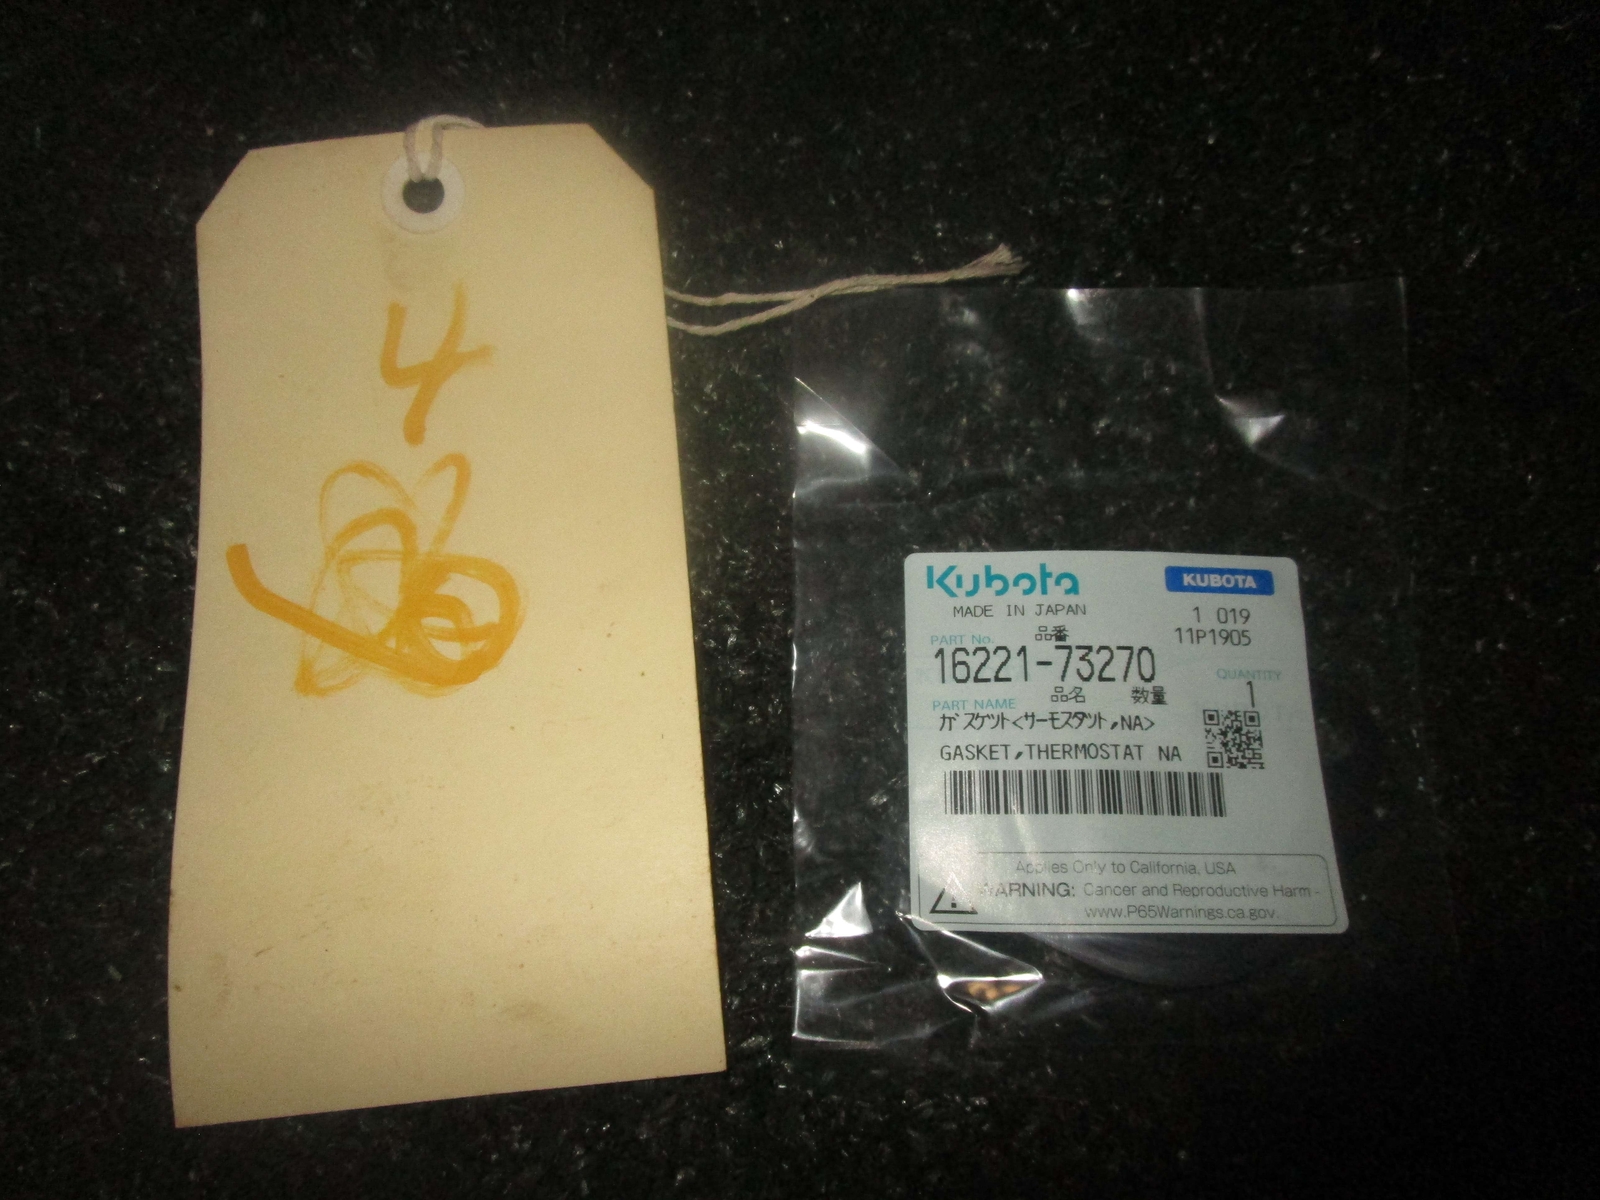 4
Kubota
KUBOTA
MADE IN JAPAN
1 019
PART No. 品番
11P1905
16221-73270
QUANTITY
PART NAME 品名 数量
1
ガスケット<サーモスタット,NA>
GASKET,THERMOSTAT NA
Applies Only to California, USA
WARNING: Cancer and Reproductive Harm -
www.P65Warnings.ca.gov.